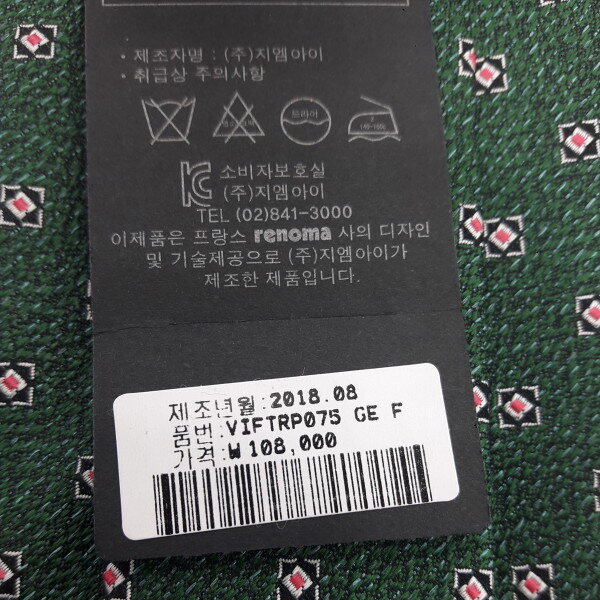 · 제조자명 : (주)지엠아이
· 취급상 주의사항
드라이
소비자보호실
(주)지엠아이
TEL (02)841-3000
이제품은 프랑스 renoma 사의 디자인
및 기술제공으로 (주)지엠아이가
제조한 제품입니다.
제조년월:2018.08
품번:VIFTRP075 GE F
가격:₩108,000